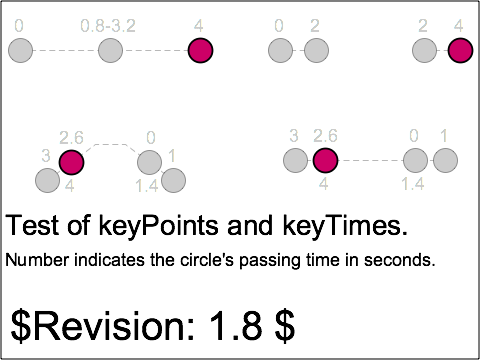 0 0.8-3.2 4 0 2 2 4
2.6 0 3 2.6 0 1
3 1
4 1.4 4 1.4
Test of keyPoints and keyTimes.
Number indicates the circle's passing time in seconds.
$Revision: 1.8 $